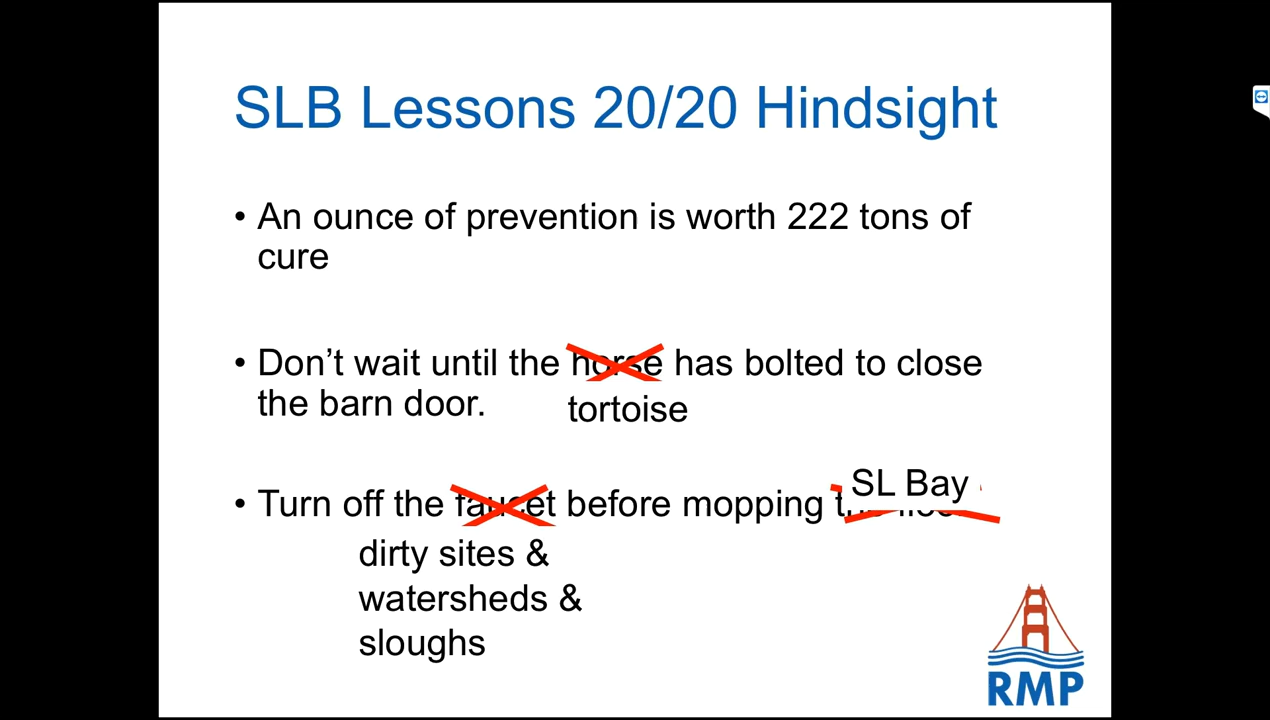 SLB Lessons 20/20 Hindsight
• An ounce of prevention is worth 222 tons of
cure
• Don’t wait until the horse has bolted to close
the barn door.
tortoise
SL Bay
• Turn off the faucet before mopping
dirty sites &
watersheds &
sloughs
RMP